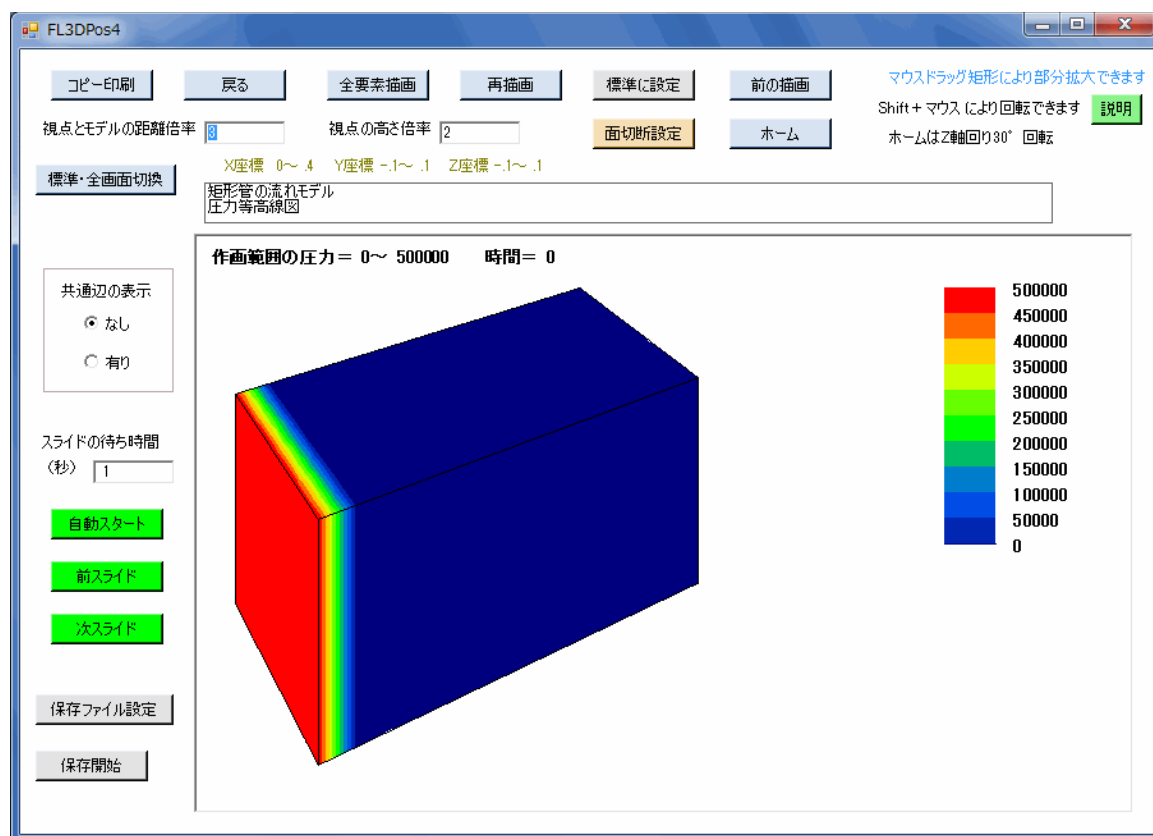 FL3DPos4
コピー印刷
戻る
全要素描画
再描画
標準に設定
前の描画
マウスドラッグ矩形により部分拡大できます
Shift+マウス により回転できます
説明
視点とモデルの距離倍率
3
視点の高さ倍率
2
面切断設定
ホーム
ホームはZ軸回り30° 回転
X座標 0～ .4 Y座標 -.1～ .1 Z座標 -.1～ .1
標準・全画面切換
矩形管の流れモデル
圧力等高線図
作画範囲の圧力= 0～ 500000 時間= 0
共通辺の表示
なし
有り
スライドの待ち時間
（秒）
1
自動スタート
前スライド
次スライド
保存ファイル設定
保存開始
500000
450000
400000
350000
300000
250000
200000
150000
100000
50000
0